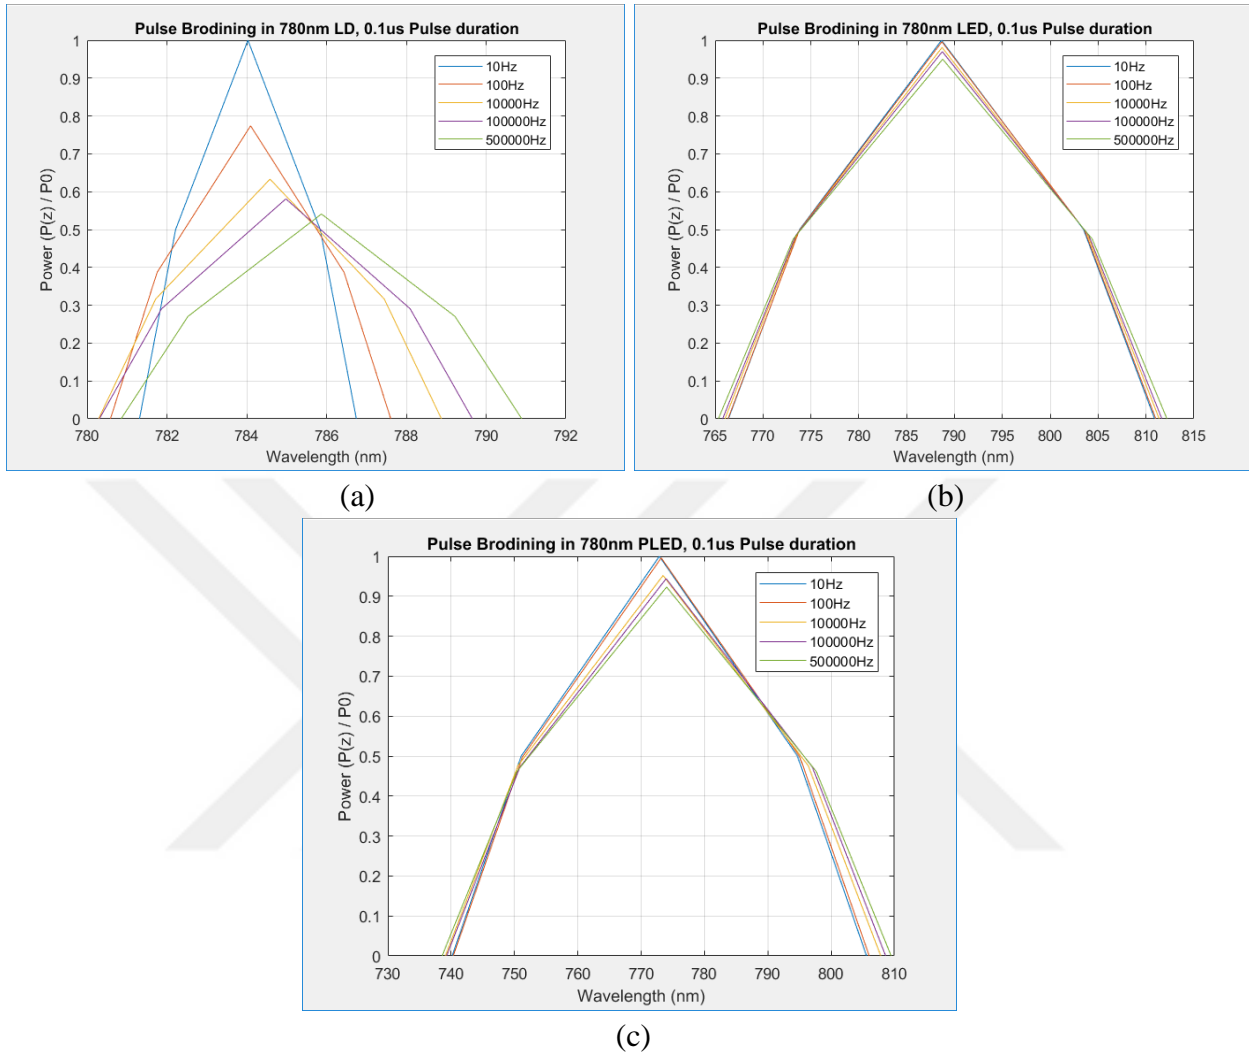 Pulse Brodining in 780nm LD, 0.1us Pulse duration
Power (P(z) / P0)
1
0.9
0.8
0.7
0.6
0.5
0.4
0.3
0.2
0.1
0
10Hz
100Hz
10000Hz
100000Hz
500000Hz
780 782 784 786 788 790 792
Wavelength (nm)
(a)
Pulse Brodining in 780nm LED, 0.1us Pulse duration
Power (P(z) / P0)
1
0.9
0.8
0.7
0.6
0.5
0.4
0.3
0.2
0.1
0
10Hz
100Hz
10000Hz
100000Hz
500000Hz
765 770 775 780 785 790 795 800 805 810 815
Wavelength (nm)
(b)
Pulse Brodining in 780nm PLED, 0.1us Pulse duration
Power (P(z) / P0)
1
0.9
0.8
0.7
0.6
0.5
0.4
0.3
0.2
0.1
0
10Hz
100Hz
10000Hz
100000Hz
500000Hz
730 740 750 760 770 780 790 800 810
Wavelength (nm)
(c)